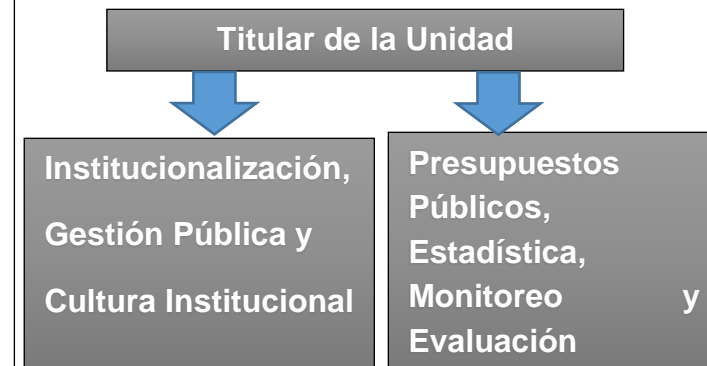 Titular de la Unidad
Institucionalización,
Gestión Pública y
Cultura Institucional
Presupuestos
Públicos,
Estadística,
Monitoreo y
Evaluación